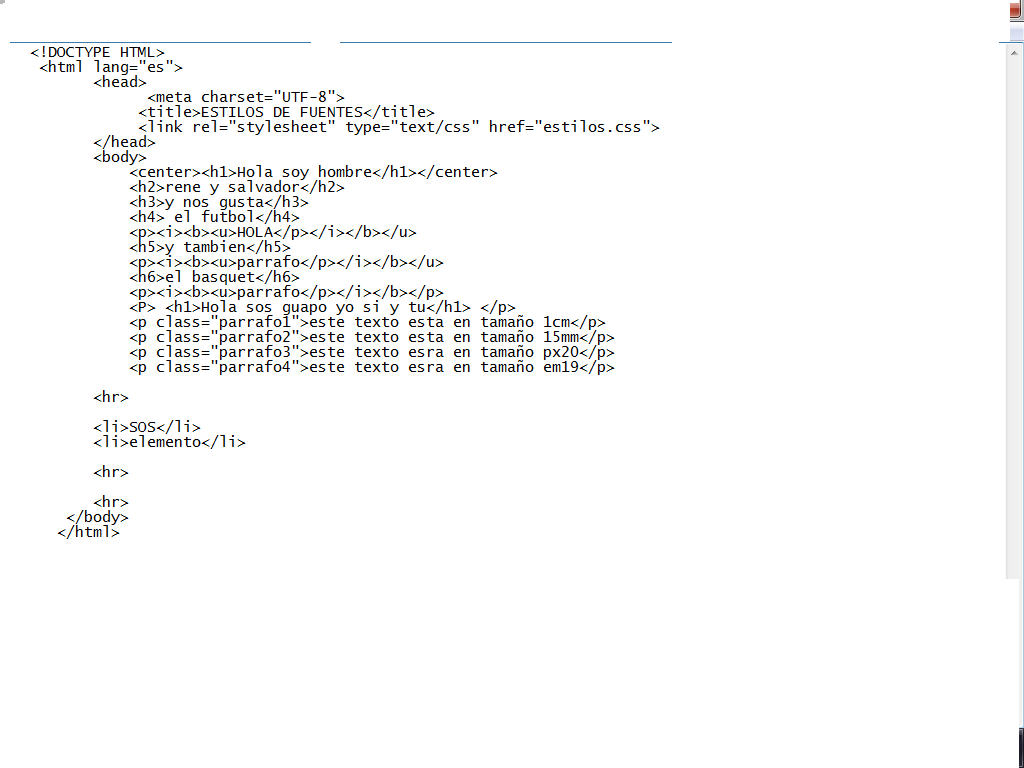 <!DOCTYPE HTML>
<html lang="es">
<head>
<meta charset="UTF-8">
<title>ESTILOS DE FUENTES</title>
<link rel="stylesheet" type="text/css" href="estilos.css">
</head>
<body>
<center><h1>Hola soy hombre</h1></center>
<h2>rene y salvador</h2>
<h3>y nos gusta</h3>
<h4> el futbol</h4>
<p><i><b><u>HOLA</p></i></b></u>
<h5>y tambien</h5>
<p><i><b><u>parrafo</p></i></b></u>
<h6>el basquet</h6>
<p><i><b><u>parrafo</p></i></b></p>
<P> <h1>Hola sos guapo yo si y tu</h1> </p>
<p class="parrafo1">este texto esta en tamaño 1cm</p>
<p class="parrafo2">este texto esta en tamaño 15mm</p>
<p class="parrafo3">este texto esra en tamaño px20</p>
<p class="parrafo4">este texto esra en tamaño em19</p>
<hr>
<li>SOS</li>
<li>elemento</li>
<hr>
<hr>
</body>
</html>